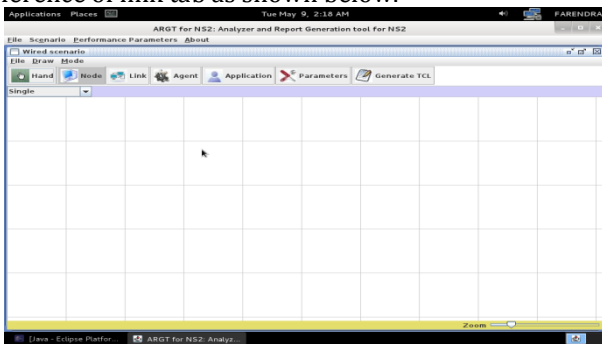 ference of link tab as shown below.
Applications Places Tue May 9, 2:18 AM FARENDRA
ARGT for NS2: Analyzer and Report Generation tool for NS2
File Scenario Performance Parameters About
Wired scenario
File Draw Mode
Hand Node Link Agent Application Parameters Generate TCL
Single
Zoom
[Java - Eclipse Platfor... ARGT for NS2: Analyz...